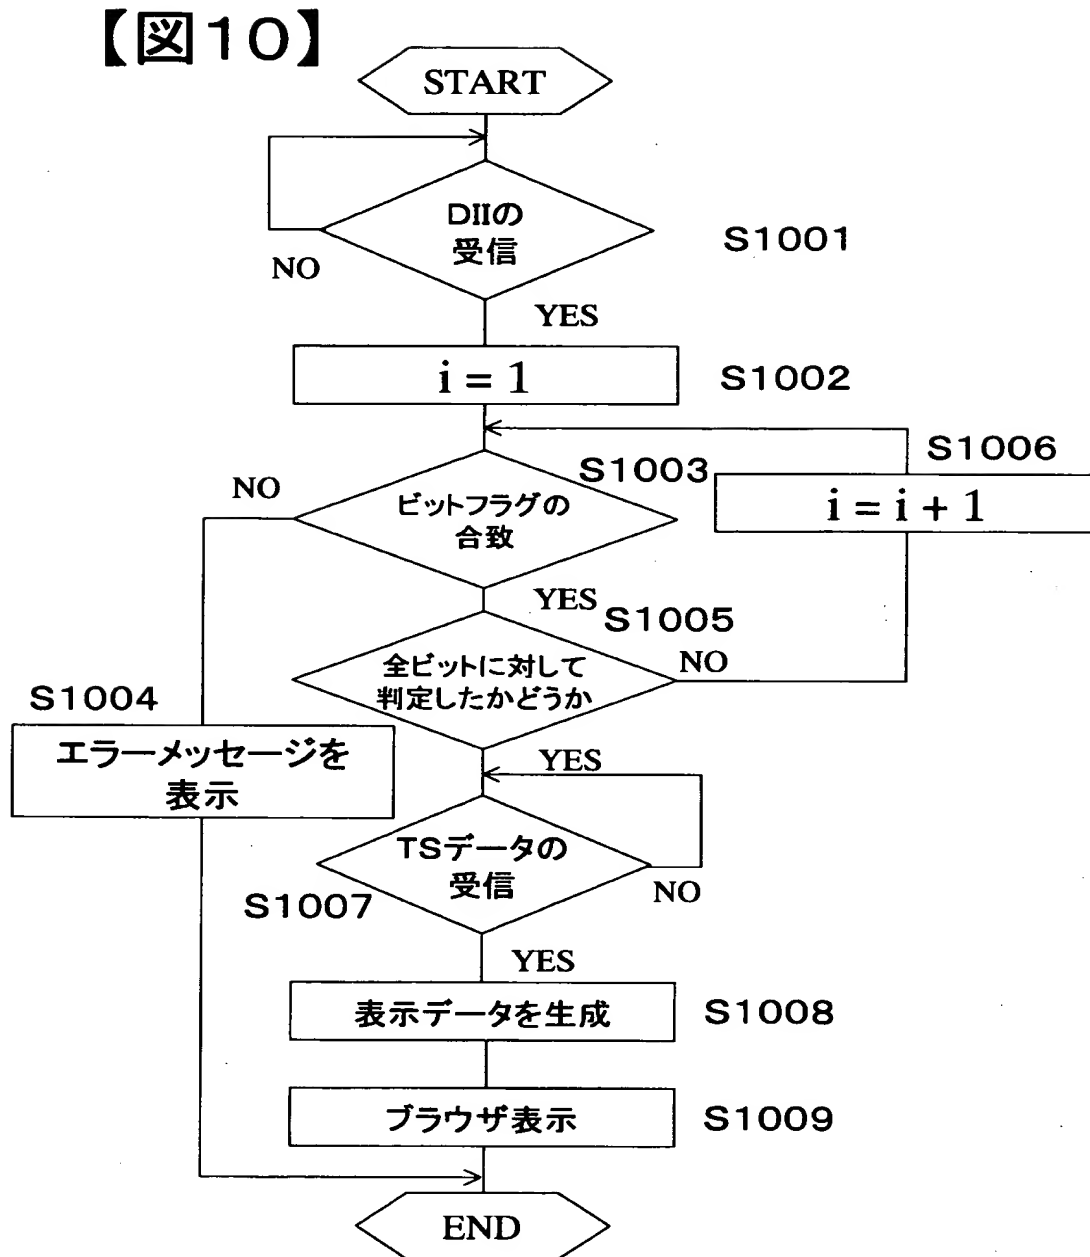 【図10】
START
DIIの
受信
S1001
NO
YES
i = 1
S1002
S1006
i = i + 1
S1003
NO
ビットフラグの
合致
YES
S1005
全ビットに対して
判定したかどうか
NO
S1004
エラーメッセージを
表示
YES
TSデータの
受信
NO
S1007
YES
表示データを生成
S1008
ブラウザ表示
S1009
END